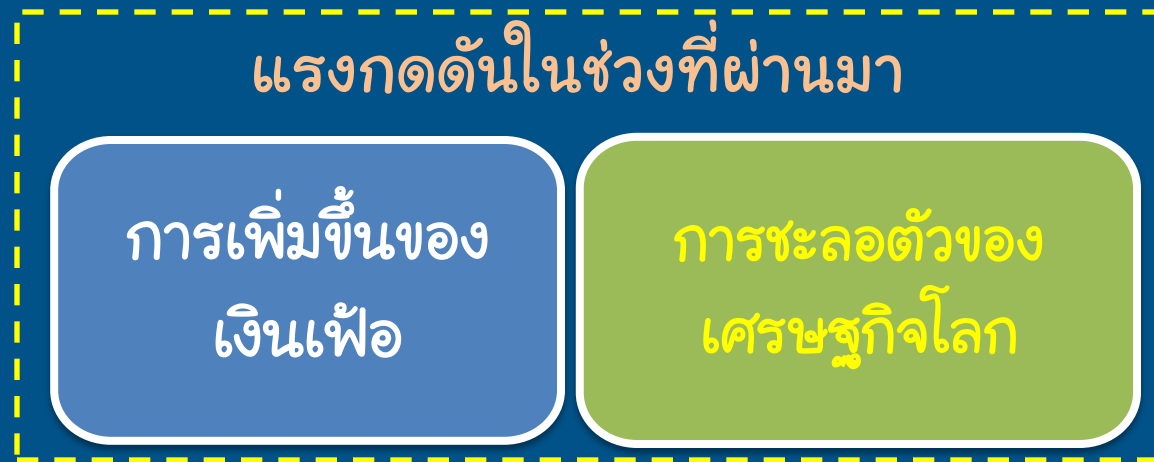 แรงกดดันในช่วงที่ผ่านมา
การเพิ่มขึ้นของ
เงินเฟ้อ
การชะลอตัวของ
เศรษฐกิจโลก